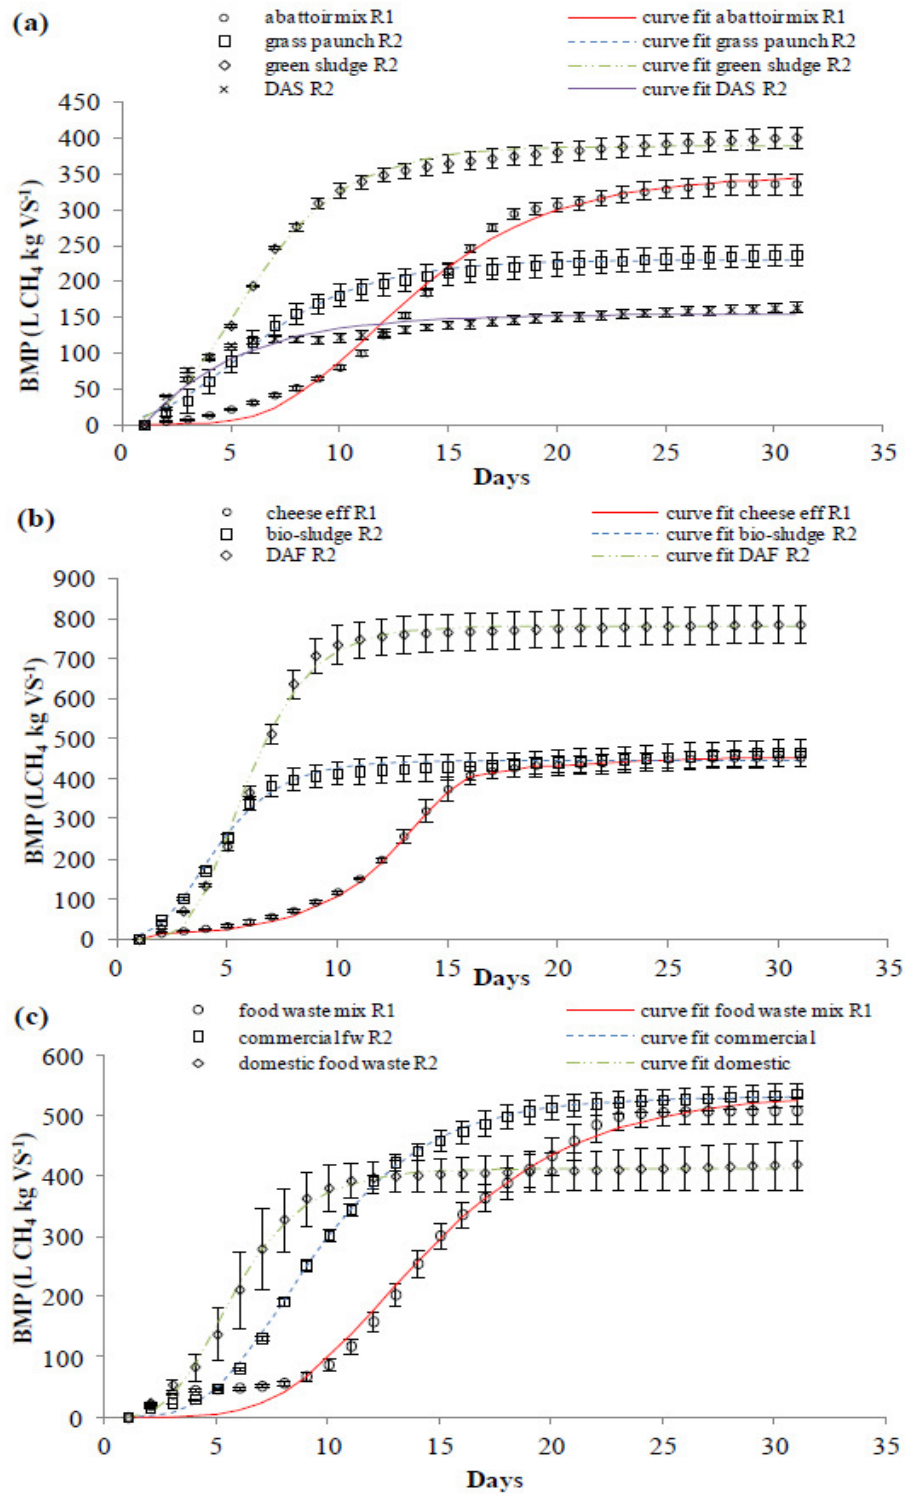 (a)
abattoir mix R1 curve fit abattoir mix R1
grass paunch R2 curve fit grass paunch R2
green sludge R2 curve fit green sludge R2
DAS R2 curve fit DAS R2
BMP (L CH4 kg VS-1)
450
400
350
300
250
200
150
100
50
0
0 5 10 15 20 25 30 35
Days
(b)
cheese eff R1 curve fit cheese eff R1
bio-sludge R2 curve fit bio-sludge R2
DAF R2 curve fit DAF R2
BMP (LCH4 kg VS-1)
900
800
700
600
500
400
300
200
100
0
0 5 10 15 20 25 30 35
Days
(c)
food waste mix R1 curve fit food waste mix R1
commercial fw R2 curve fit commercial
domestic food waste R2 curve fit domestic
BMP (L CH4 kg VS-1)
600
500
400
300
200
100
0
0 5 10 15 20 25 30 35
Days